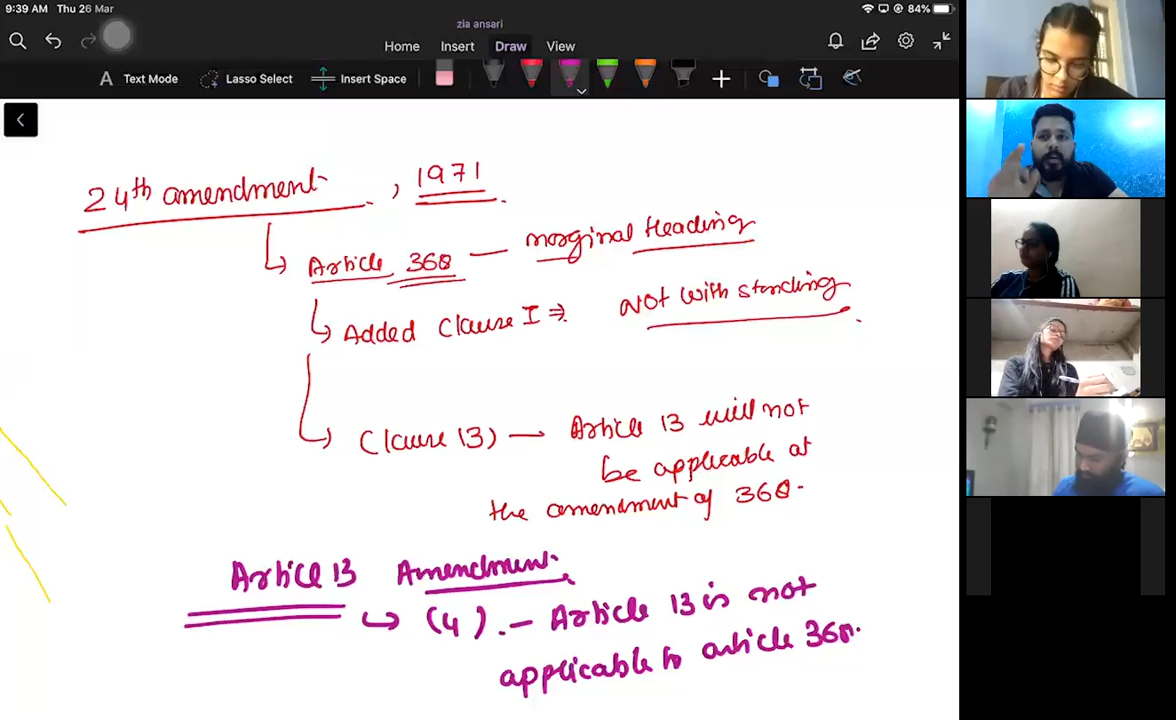 9:39 AM Thu 26 Mar
84%
zia ansari
Home Insert Draw View
Text Mode Lasso Select Insert Space
24th amendment , 1971
Article 368 — marginal Heading
Added Clause I ⇒ Not with standing
Clause 13) — Article 13 will not
be applicable at
the amendment of 368.
Article 13 Amendment
(4). — Article 13 is not
applicable to article 368.